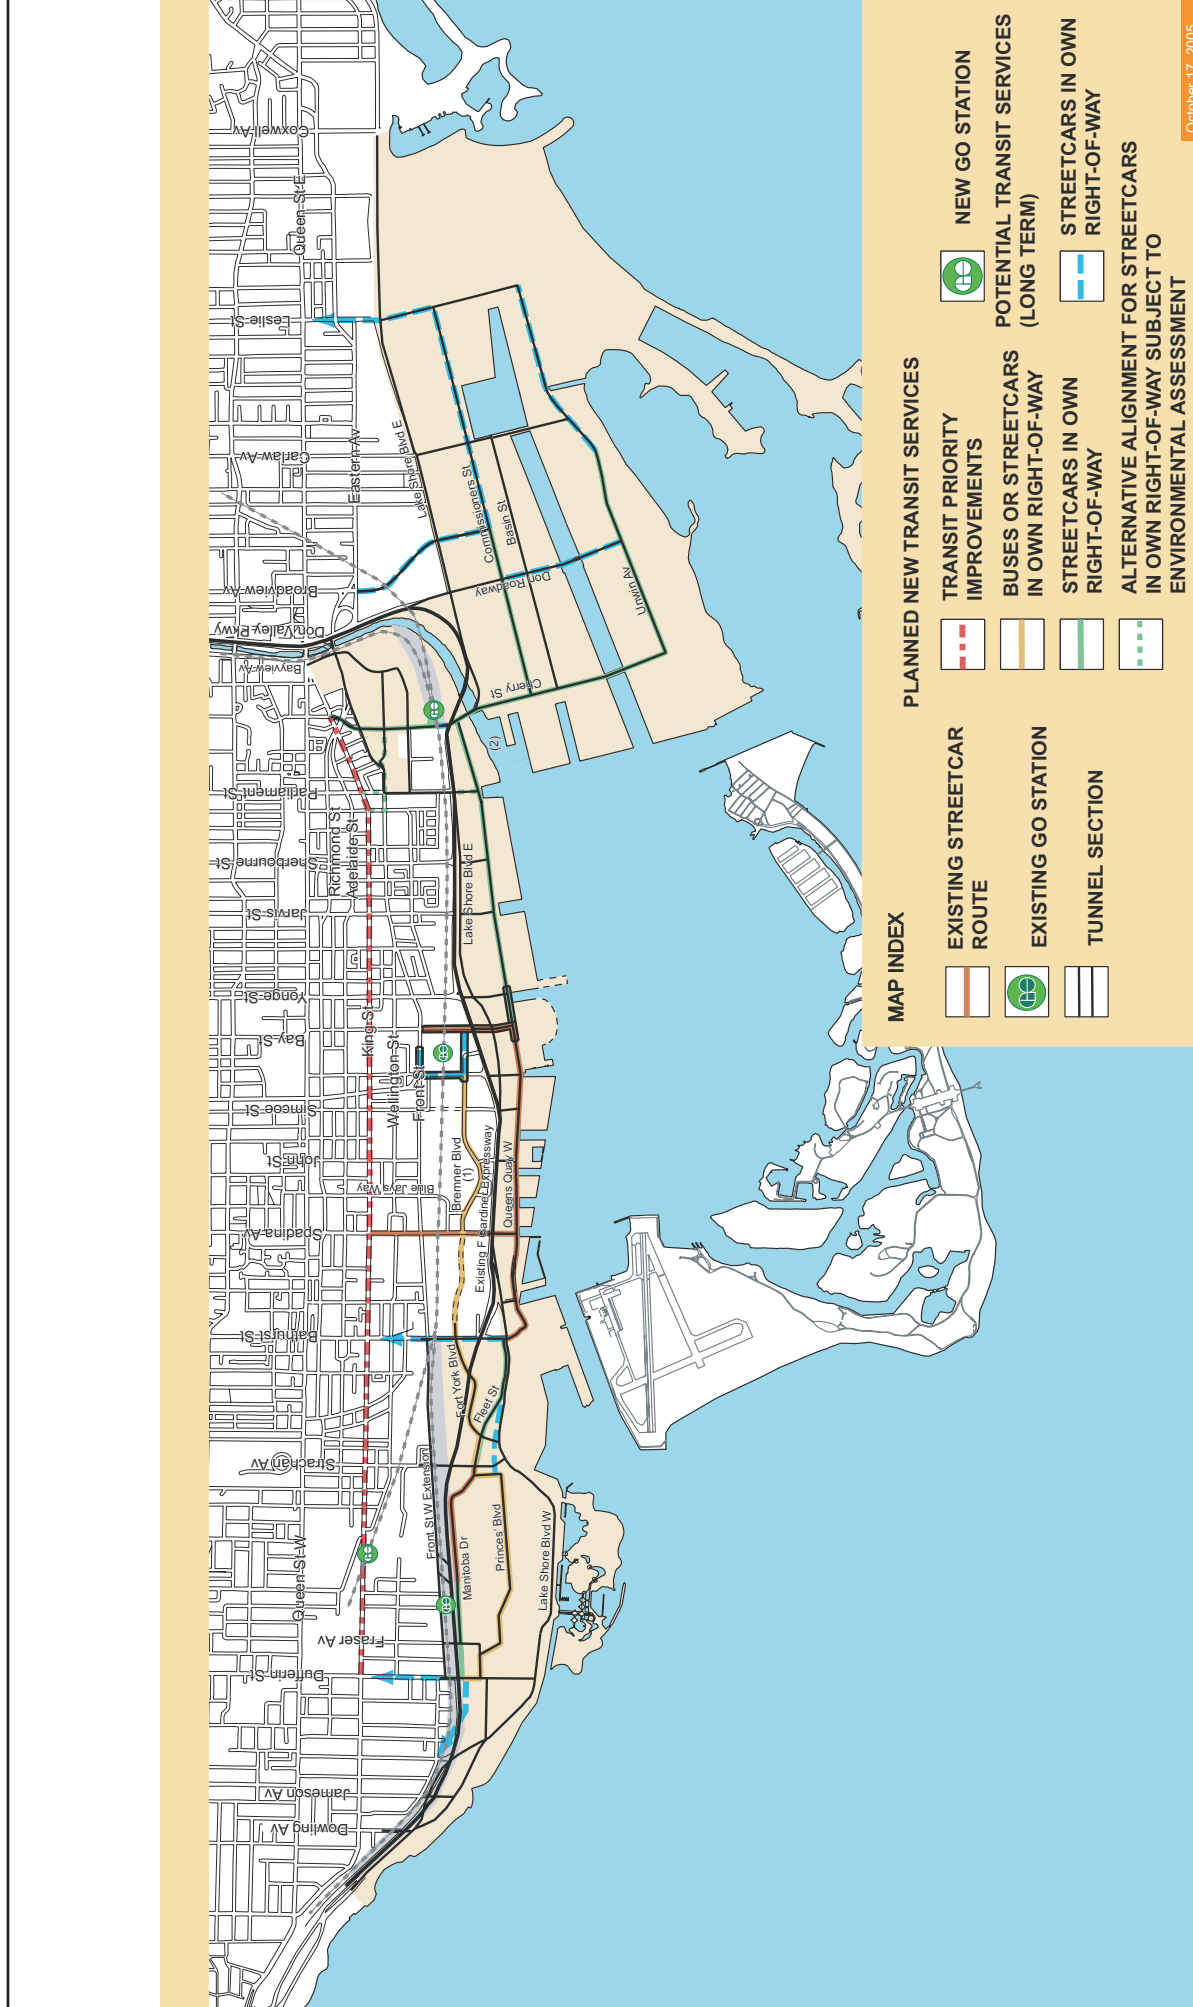 Dowling Av
Jameson Av
Dufferin St
Fraser Av
Queen St W
Strachan Av
Bathurst St
Spadina Av
Blue Jays Way
John St
Simcoe St
Bay St
Yonge St
Jarvis St
Sherbourne St
Parliament St
Bayview Av
Don Valley Pkwy
Broadview Av
Carlaw Av
Leslie St
Queen St E
Coxwell Av
King St
Wellington St
Front St
Richmond St
Adelaide St
Eastern Av
Front St W Extension
Manitoba Dr
Princes' Blvd
Lake Shore Blvd W
Fort York Blvd
Fleet St
Bremner Blvd
(1)
Existing F Gardiner Expressway
Queens Quay W
Lake Shore Blvd E
Lake Shore Blvd E
(2)
Cherry St
Don Roadway
Commissioners St
Basin St
Unwin Av
MAP INDEX
EXISTING STREETCAR
ROUTE
EXISTING GO STATION
TUNNEL SECTION
PLANNED NEW TRANSIT SERVICES
TRANSIT PRIORITY
IMPROVEMENTS
BUSES OR STREETCARS
IN OWN RIGHT-OF-WAY
STREETCARS IN OWN
RIGHT-OF-WAY
ALTERNATIVE ALIGNMENT FOR STREETCARS
IN OWN RIGHT-OF-WAY SUBJECT TO
ENVIRONMENTAL ASSESSMENT
NEW GO STATION
POTENTIAL TRANSIT SERVICES
(LONG TERM)
STREETCARS IN OWN
RIGHT-OF-WAY
October 17, 2005